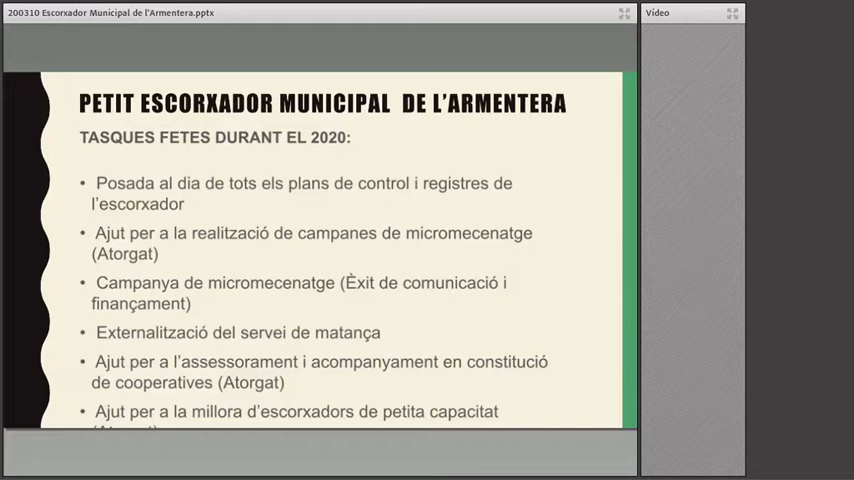 200310 Escorxador Municipal de l'Armentera.pptx
Vídeo
PETIT ESCORXADOR MUNICIPAL DE L'ARMENTERA
TASQUES FETES DURANT EL 2020:
• Posada al dia de tots els plans de control i registres de
l'escorxador
• Ajut per a la realització de campanes de micromecenatge
(Atorgat)
• Campanya de micromecenatge (Èxit de comunicació i
finançament)
• Externalització del servei de matança
• Ajut per a l'assessorament i acompanyament en constitució
de cooperatives (Atorgat)
• Ajut per a la millora d'escorxadors de petita capacitat